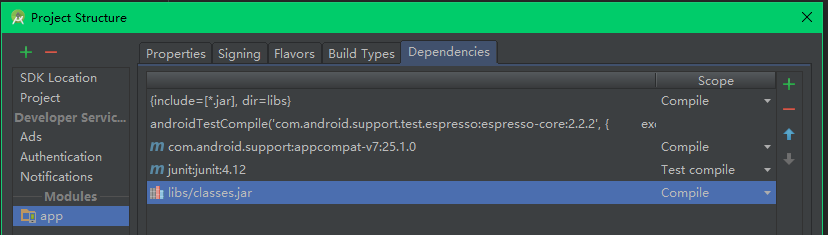 Project Structure
Properties Signing Flavors Build Types Dependencies
SDK Location
Project
Developer Servic...
Ads
Authentication
Notifications
Modules
app
Scope
{include=[*.jar], dir=libs} Compile
androidTestCompile('com.android.support.test.espresso:espresso-core:2.2.2', { exc
m com.android.support:appcompat-v7:25.1.0 Compile
m junit:junit:4.12 Test compile
libs/classes.jar Compile